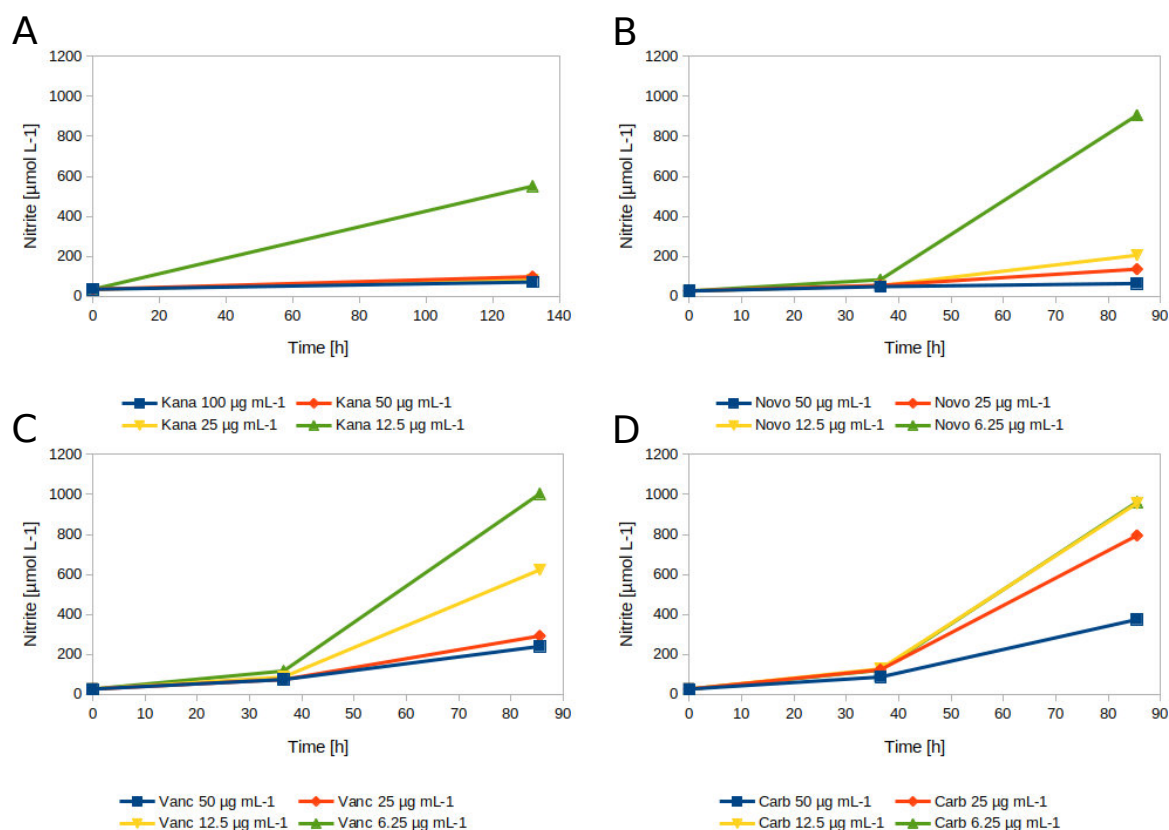 A
1200
1000
800
600
400
200
0
Nitrite [µmol L-1]
0 20 40 60 80 100 120 140
Time [h]
Kana 100 µg mL-1 Kana 50 µg mL-1
Kana 25 µg mL-1 Kana 12.5 µg mL-1
B
1200
1000
800
600
400
200
0
Nitrite [µmol L-1]
0 10 20 30 40 50 60 70 80 90
Time [h]
Novo 50 µg mL-1 Novo 25 µg mL-1
Novo 12.5 µg mL-1 Novo 6.25 µg mL-1
C
1200
1000
800
600
400
200
0
Nitrite [µmol L-1]
0 10 20 30 40 50 60 70 80 90
Time [h]
Vanc 50 µg mL-1 Vanc 25 µg mL-1
Vanc 12.5 µg mL-1 Vanc 6.25 µg mL-1
D
1200
1000
800
600
400
200
0
Nitrite [µmol L-1]
0 10 20 30 40 50 60 70 80 90
Time [h]
Carb 50 µg mL-1 Carb 25 µg mL-1
Carb 12.5 µg mL-1 Carb 6.25 µg mL-1